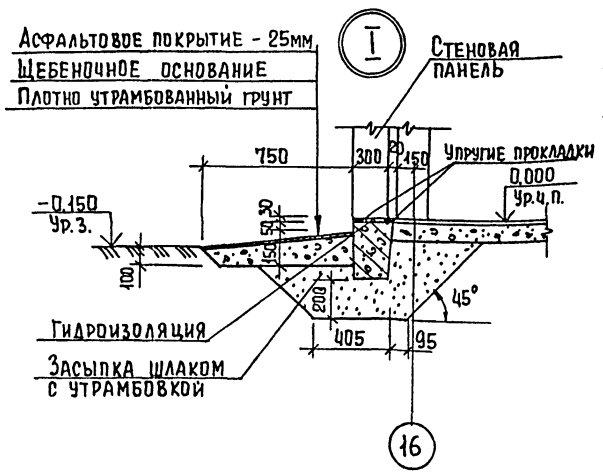 Асфальтовое покрытие - 25мм
Щебеночное основание
Плотно утрамбованный грунт
I
Стеновая
панель
750
300
20
150
Упругие прокладки
-0.150
Ур.З.
0,000
Ур.ч.п.
30
50
150
100
200
45°
Гидроизоляция
405
95
Засыпка шлаком
с утрамбовкой
16